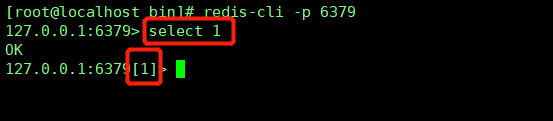 [root@localhost bin]# redis-cli -p 6379
127.0.0.1:6379> select 1
OK
127.0.0.1:6379[1]>